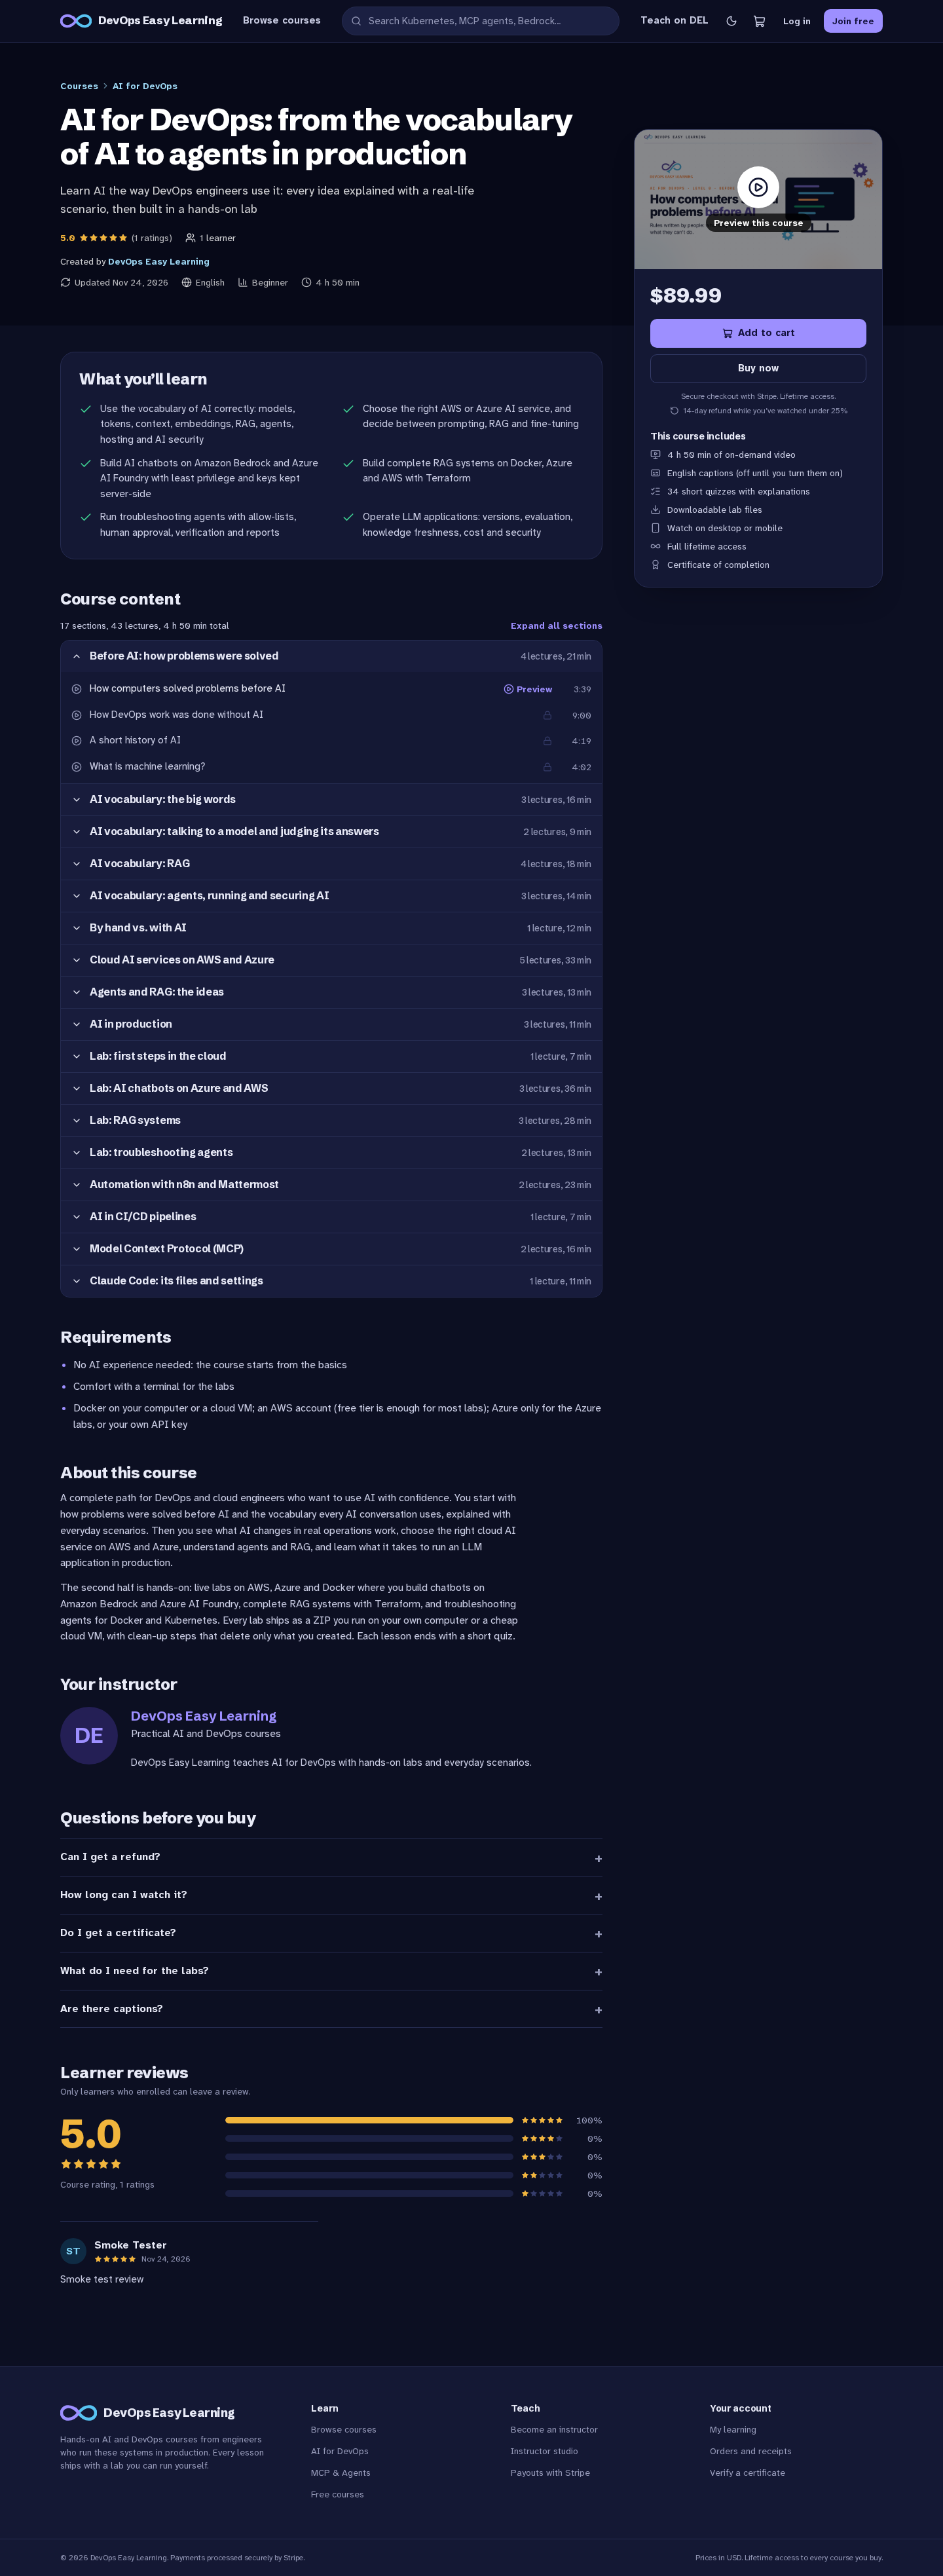 DevOps Easy Learning
Browse courses
Search Kubernetes, MCP agents, Bedrock...
Teach on DEL
Log in
Join free
Courses > AI for DevOps
AI for DevOps: from the vocabulary
of AI to agents in production
Learn AI the way DevOps engineers use it: every idea explained with a real-life
scenario, then built in a hands-on lab
5.0 (1 ratings) 1 learner
Created by DevOps Easy Learning
Updated Nov 24, 2026 English Beginner 4 h 50 min
DEVOPS EASY LEARNING
How computers
problems before AI
Preview this course
$89.99
Add to cart
Buy now
Secure checkout with Stripe. Lifetime access.
14-day refund while you've watched under 25%
This course includes
4 h 50 min of on-demand video
English captions (off until you turn them on)
34 short quizzes with explanations
Downloadable lab files
Watch on desktop or mobile
Full lifetime access
Certificate of completion
What you'll learn
Use the vocabulary of AI correctly: models,
tokens, context, embeddings, RAG, agents,
hosting and AI security
Choose the right AWS or Azure AI service, and
decide between prompting, RAG and fine-tuning
Build AI chatbots on Amazon Bedrock and Azure
AI Foundry with least privilege and keys kept
server-side
Build complete RAG systems on Docker, Azure
and AWS with Terraform
Run troubleshooting agents with allow-lists,
human approval, verification and reports
Operate LLM applications: versions, evaluation,
knowledge freshness, cost and security
Course content
17 sections, 43 lectures, 4 h 50 min total
Expand all sections
Before AI: how problems were solved 4 lectures, 21 min
How computers solved problems before AI Preview 3:39
How DevOps work was done without AI 9:00
A short history of AI 4:19
What is machine learning? 4:02
AI vocabulary: the big words 3 lectures, 16 min
AI vocabulary: talking to a model and judging its answers 2 lectures, 9 min
AI vocabulary: RAG 4 lectures, 18 min
AI vocabulary: agents, running and securing AI 3 lectures, 14 min
By hand vs. with AI 1 lecture, 12 min
Cloud AI services on AWS and Azure 5 lectures, 33 min
Agents and RAG: the ideas 3 lectures, 13 min
AI in production 3 lectures, 11 min
Lab: first steps in the cloud 1 lecture, 7 min
Lab: AI chatbots on Azure and AWS 3 lectures, 36 min
Lab: RAG systems 3 lectures, 28 min
Lab: troubleshooting agents 2 lectures, 13 min
Automation with n8n and Mattermost 2 lectures, 23 min
AI in CI/CD pipelines 1 lecture, 7 min
Model Context Protocol (MCP) 2 lectures, 16 min
Claude Code: its files and settings 1 lecture, 11 min
Requirements
No AI experience needed: the course starts from the basics
Comfort with a terminal for the labs
Docker on your computer or a cloud VM; an AWS account (free tier is enough for most labs); Azure only for the Azure
labs, or your own API key
About this course
A complete path for DevOps and cloud engineers who want to use AI with confidence. You start with
how problems were solved before AI and the vocabulary every AI conversation uses, explained with
everyday scenarios. Then you see what AI changes in real operations work, choose the right cloud AI
service on AWS and Azure, understand agents and RAG, and learn what it takes to run an LLM
application in production.
The second half is hands-on: live labs on AWS, Azure and Docker where you build chatbots on
Amazon Bedrock and Azure AI Foundry, complete RAG systems with Terraform, and troubleshooting
agents for Docker and Kubernetes. Every lab ships as a ZIP you run on your own computer or a cheap
cloud VM, with clean-up steps that delete only what you created. Each lesson ends with a short quiz.
Your instructor
DE
DevOps Easy Learning
Practical AI and DevOps courses
DevOps Easy Learning teaches AI for DevOps with hands-on labs and everyday scenarios.
Questions before you buy
Can I get a refund? +
How long can I watch it? +
Do I get a certificate? +
What do I need for the labs? +
Are there captions? +
Learner reviews
Only learners who enrolled can leave a review.
5.0
Course rating, 1 ratings
100%
0%
0%
0%
0%
ST
Smoke Tester
Nov 24, 2026
Smoke test review
DevOps Easy Learning
Hands-on AI and DevOps courses from engineers
who run these systems in production. Every lesson
ships with a lab you can run yourself.
Learn
Browse courses
AI for DevOps
MCP & Agents
Free courses
Teach
Become an instructor
Instructor studio
Payouts with Stripe
Your account
My learning
Orders and receipts
Verify a certificate
© 2026 DevOps Easy Learning. Payments processed securely by Stripe.
Prices in USD. Lifetime access to every course you buy.